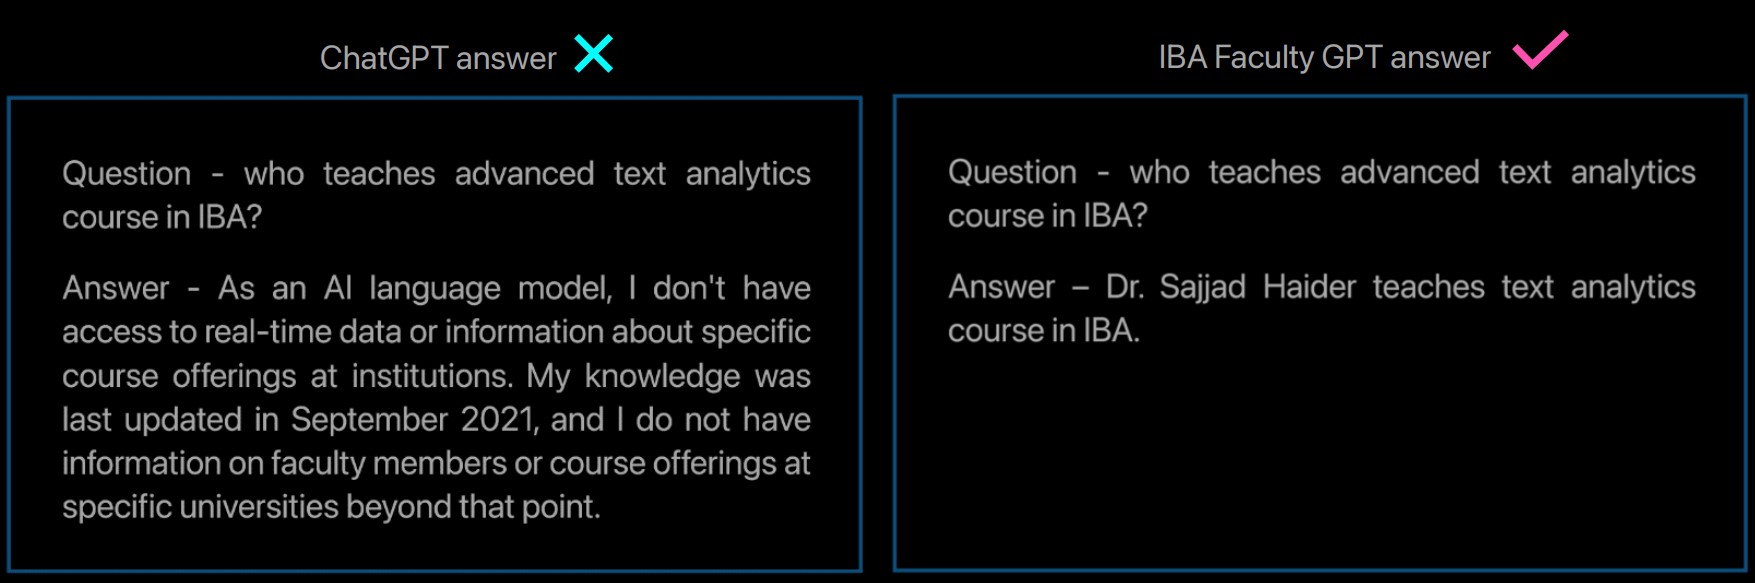 ChatGPT answer
Question - who teaches advanced text analytics
course in IBA?
Answer - As an AI language model, I don't have
access to real-time data or information about specific
course offerings at institutions. My knowledge was
last updated in September 2021, and I do not have
information on faculty members or course offerings at
specific universities beyond that point.
IBA Faculty GPT answer
Question - who teaches advanced text analytics
course in IBA?
Answer – Dr. Sajjad Haider teaches text analytics
course in IBA.